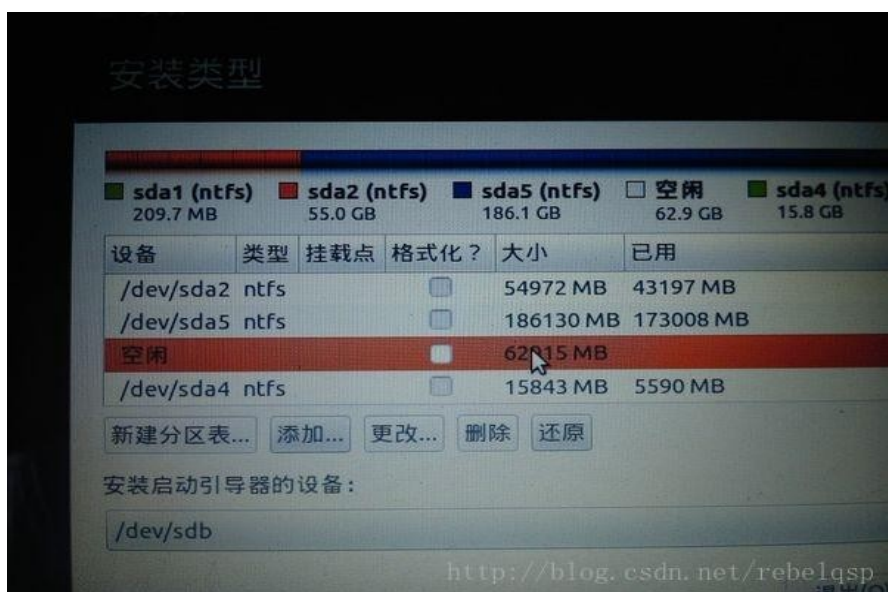 安装类型
sda1 (ntfs) sda2 (ntfs) sda5 (ntfs) 空闲 sda4 (ntfs)
209.7 MB 55.0 GB 186.1 GB 62.9 GB 15.8 GB
设备 类型 挂载点 格式化? 大小 已用
/dev/sda2 ntfs 54972 MB 43197 MB
/dev/sda5 ntfs 186130 MB 173008 MB
空闲 62915 MB
/dev/sda4 ntfs 15843 MB 5590 MB
新建分区表... 添加... 更改... 删除 还原
安装启动引导器的设备:
/dev/sdb
http://blog.csdn.net/rebelqsp